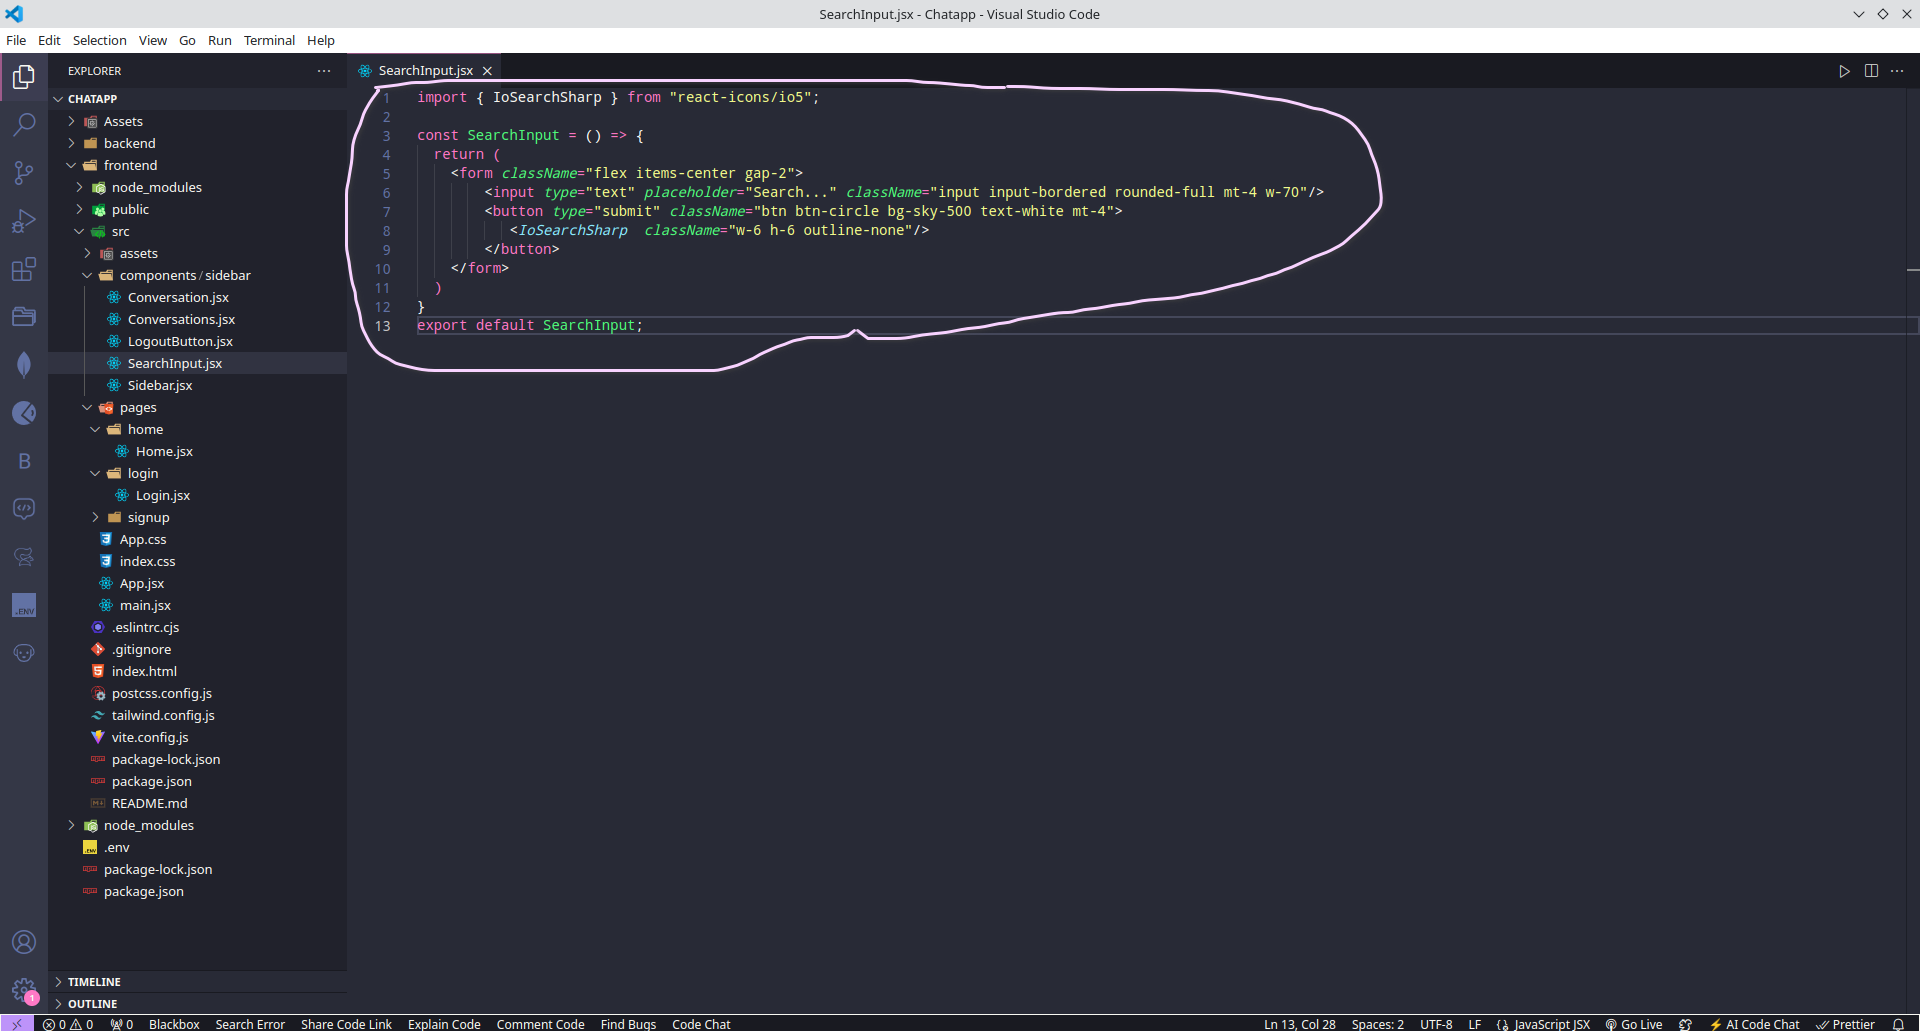 SearchInput.jsx - Chatapp - Visual Studio Code
File Edit Selection View Go Run Terminal Help
EXPLORER
CHATAPP
Assets
backend
frontend
node_modules
public
src
assets
components/sidebar
Conversation.jsx
Conversations.jsx
LogoutButton.jsx
SearchInput.jsx
Sidebar.jsx
pages
home
Home.jsx
login
Login.jsx
signup
App.css
index.css
App.jsx
main.jsx
.eslintrc.cjs
.gitignore
index.html
postcss.config.js
tailwind.config.js
vite.config.js
package-lock.json
package.json
README.md
node_modules
.env
package-lock.json
package.json
TIMELINE
OUTLINE
B
.ENV
1
SearchInput.jsx
1 import { IoSearchSharp } from "react-icons/io5";
2
3 const SearchInput = () => {
4 return (
5 <form className="flex items-center gap-2">
6 <input type="text" placeholder="Search..." className="input input-bordered rounded-full mt-4 w-70"/>
7 <button type="submit" className="btn btn-circle bg-sky-500 text-white mt-4">
8 <IoSearchSharp  className="w-6 h-6 outline-none"/>
9 </button>
10 </form>
11 )
12 }
13 export default SearchInput;
0 0 0 Blackbox Search Error Share Code Link Explain Code Comment Code Find Bugs Code Chat Ln 13, Col 28 Spaces: 2 UTF-8 LF JavaScript JSX Go Live AI Code Chat Prettier